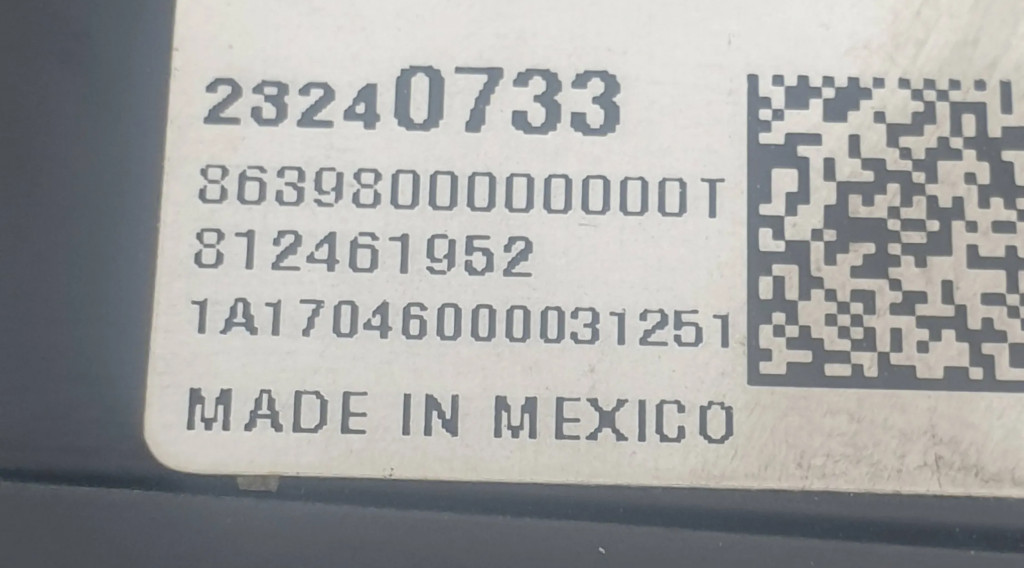 23240733
8639800000000T
812461952
1A17046000031251
MADE IN MEXICO